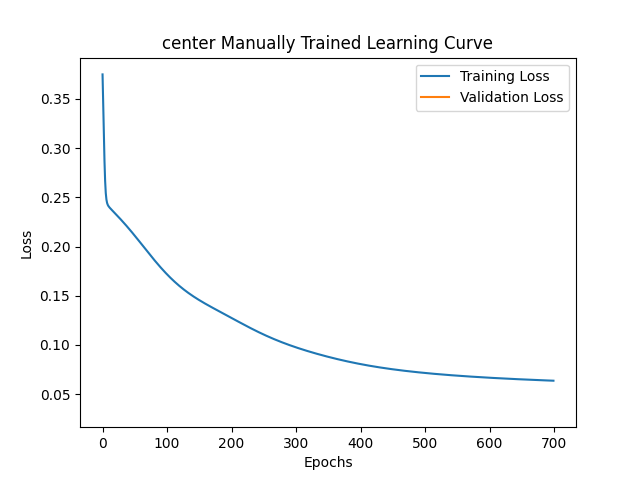 center Manually Trained Learning Curve
Training Loss
Validation Loss
0.35
0.30
0.25
0.20
0.15
0.10
0.05
Loss
0 100 200 300 400 500 600 700
Epochs